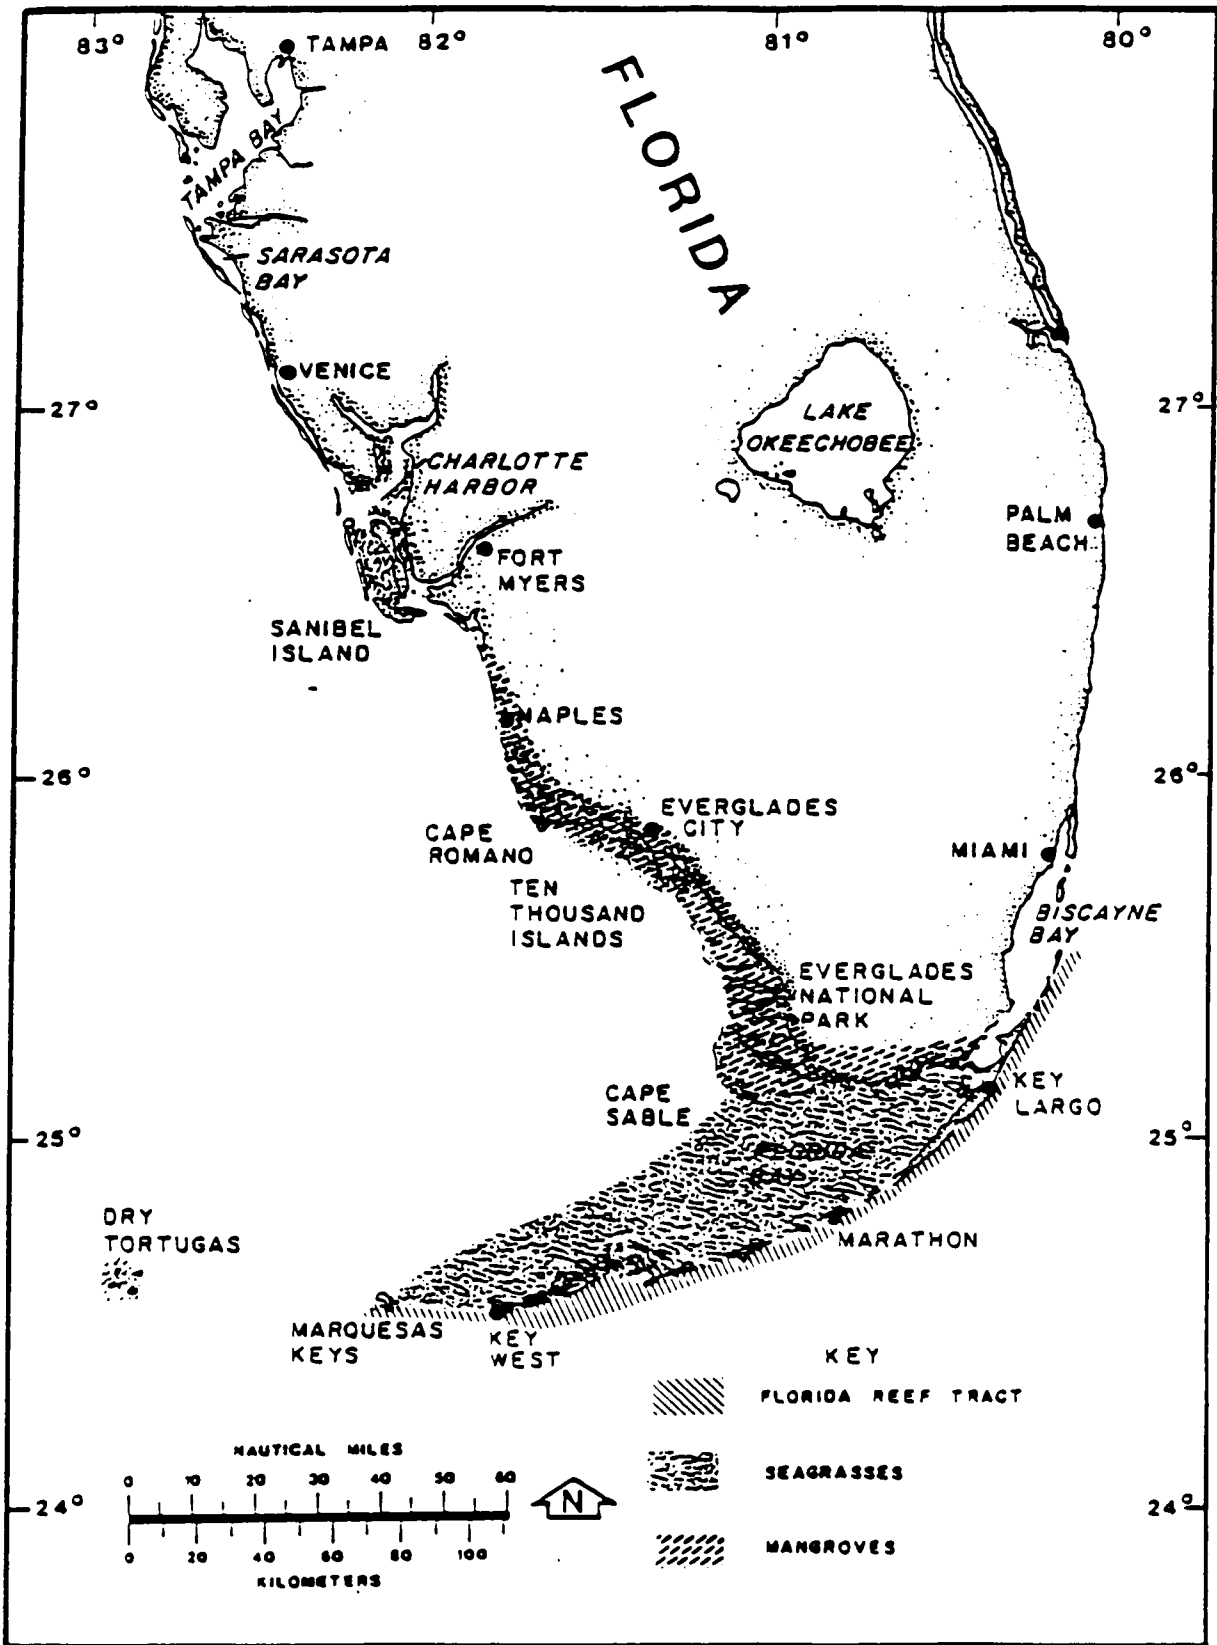 83°
82°
81°
80°
TAMPA
FLORIDA
TAMPA BAY
SARASOTA
BAY
VENICE
27°
27°
LAKE
OKEECHOBEE
CHARLOTTE
HARBOR
PALM
BEACH
FORT
MYERS
SANIBEL
ISLAND
NAPLES
26°
26°
EVERGLADES
CITY
CAPE
ROMANO
MIAMI
TEN
THOUSAND
ISLANDS
BISCAYNE
BAY
EVERGLADES
NATIONAL
PARK
CAPE
SABLE
KEY
LARGO
25°
25°
FLORIDA
BAY
DRY
TORTUGAS
MARATHON
MARQUESAS
KEYS
KEY
WEST
KEY
FLORIDA REEF TRACT
SEAGRASSES
MANGROVES
NAUTICAL MILES
0 10 20 30 40 50 60
N
24°
24°
0 20 40 60 80 100
KILOMETERS